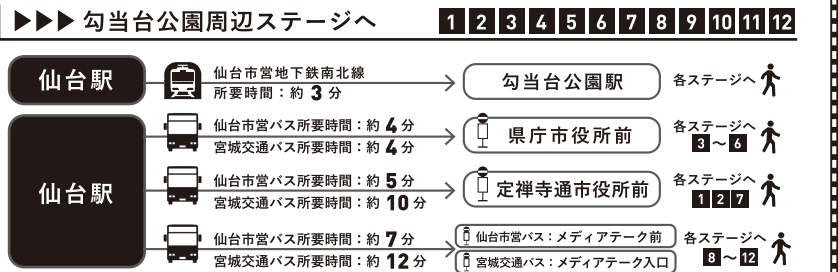 ▶▶▶ 勾当台公園周辺ステージへ 1 2 3 4 5 6 7 8 9 10 11 12
仙台駅 仙台市営地下鉄南北線
所要時間：約 3 分
勾当台公園駅 各ステージへ
仙台駅
仙台市営バス所要時間：約 4 分
宮城交通バス所要時間：約 4 分
県庁市役所前 各ステージへ
3～6
仙台市営バス所要時間：約 5 分
宮城交通バス所要時間：約 10 分
定禅寺通市役所前 各ステージへ
1 2 7
仙台市営バス所要時間：約 7 分
宮城交通バス所要時間：約 12 分
仙台市営バス：メディアテーク前
宮城交通バス：メディアテーク入口
各ステージへ
8～12